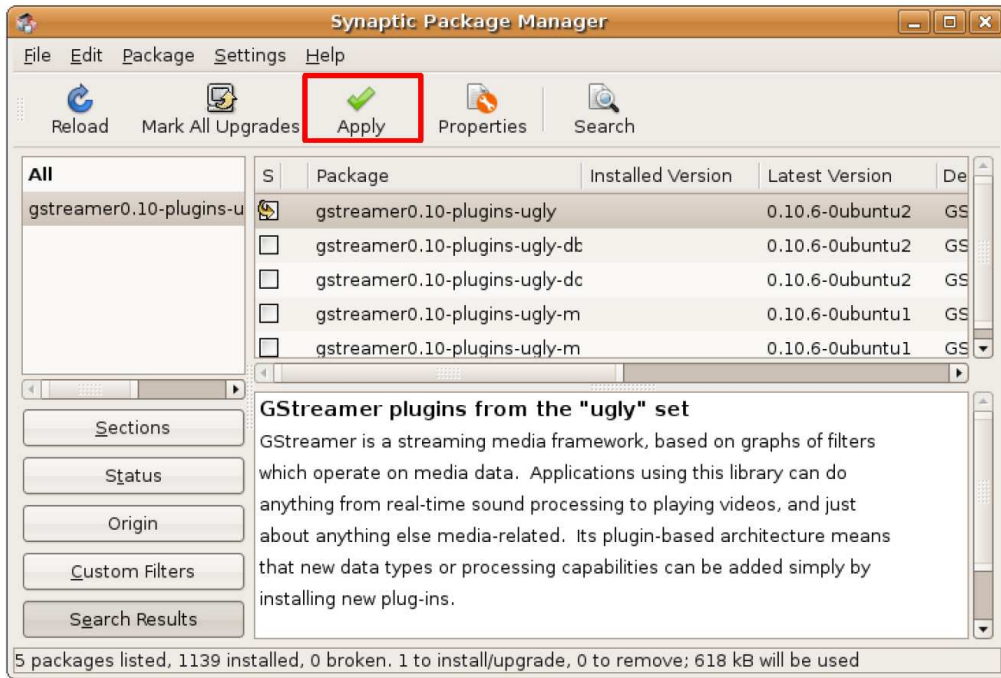 Synaptic Package Manager
File Edit Package Settings Help
Reload Mark All Upgrades Apply Properties Search
All
gstreamer0.10-plugins-u
S Package Installed Version Latest Version De
gstreamer0.10-plugins-ugly 0.10.6-0ubuntu2 GS
gstreamer0.10-plugins-ugly-db 0.10.6-0ubuntu2 GS
gstreamer0.10-plugins-ugly-dc 0.10.6-0ubuntu2 GS
gstreamer0.10-plugins-ugly-m 0.10.6-0ubuntu1 GS
gstreamer0.10-plugins-ugly-m 0.10.6-0ubuntu1 GS
Sections
Status
Origin
Custom Filters
Search Results
GStreamer plugins from the "ugly" set
GStreamer is a streaming media framework, based on graphs of filters
which operate on media data. Applications using this library can do
anything from real-time sound processing to playing videos, and just
about anything else media-related. Its plugin-based architecture means
that new data types or processing capabilities can be added simply by
installing new plug-ins.
5 packages listed, 1139 installed, 0 broken. 1 to install/upgrade, 0 to remove; 618 kB will be used